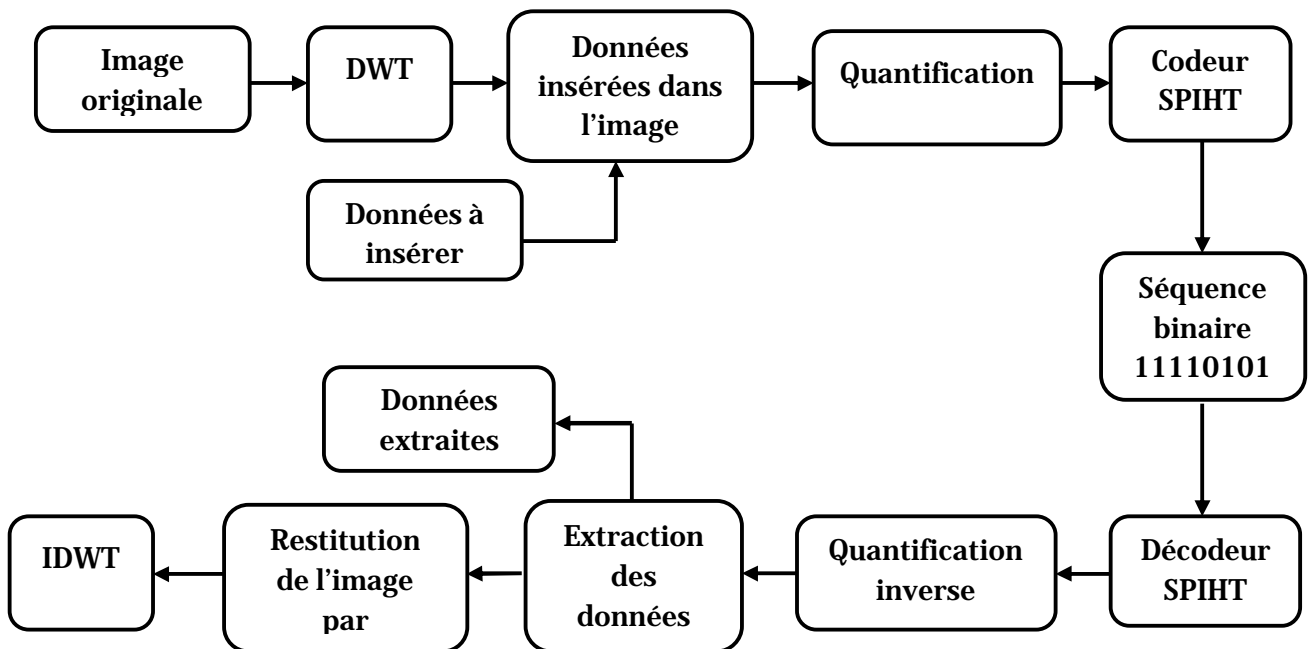 Image
originale
DWT
Données
insérées dans
l'image
Quantification
Codeur
SPIHT
Données à
insérer
Séquence
binaire
11110101
Données
extraites
IDWT
Restitution
de l'image
par
Extraction
des
données
Quantification
inverse
Décodeur
SPIHT